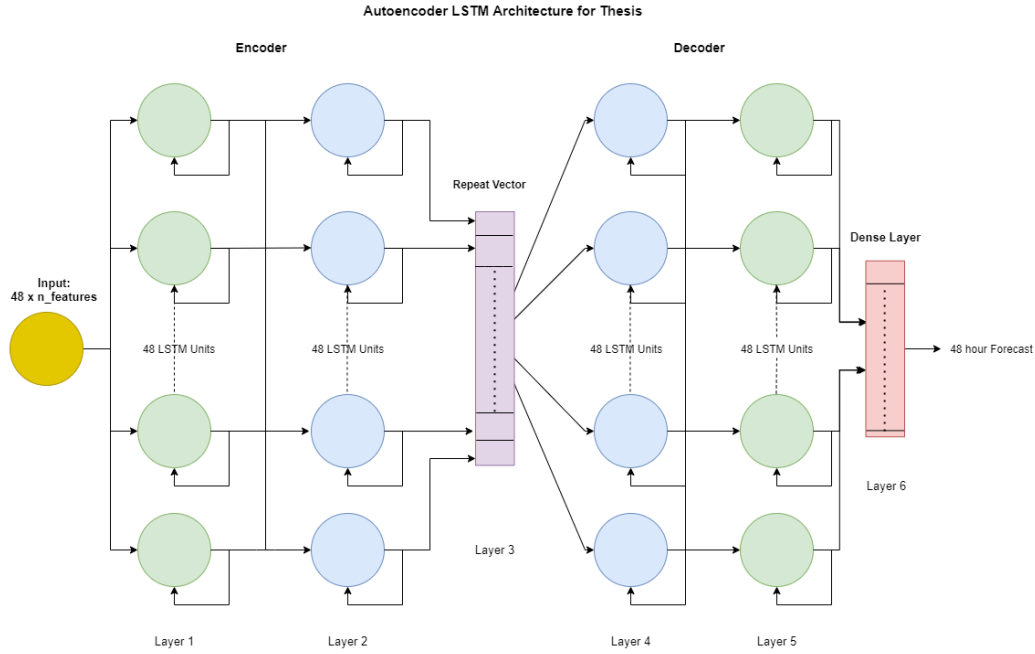 Autoencoder LSTM Architecture for Thesis
Encoder
Decoder
Repeat Vector
Dense Layer
Input:
48 x n_features
48 LSTM Units
48 LSTM Units
48 LSTM Units
48 LSTM Units
48 hour Forecast
Layer 6
Layer 3
Layer 1
Layer 2
Layer 4
Layer 5